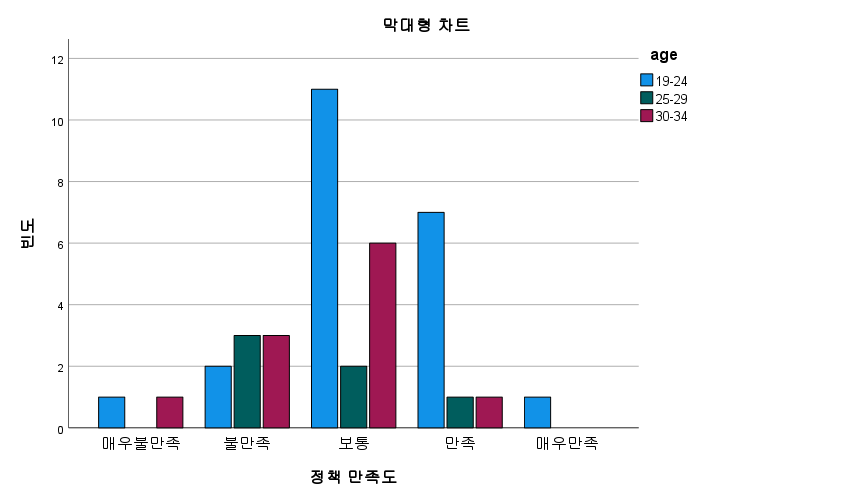 막대형 차트
age
19-24
25-29
30-34
12
10
8
6
4
2
0
빈도
매우불만족
불만족
보통
만족
매우만족
정책 만족도